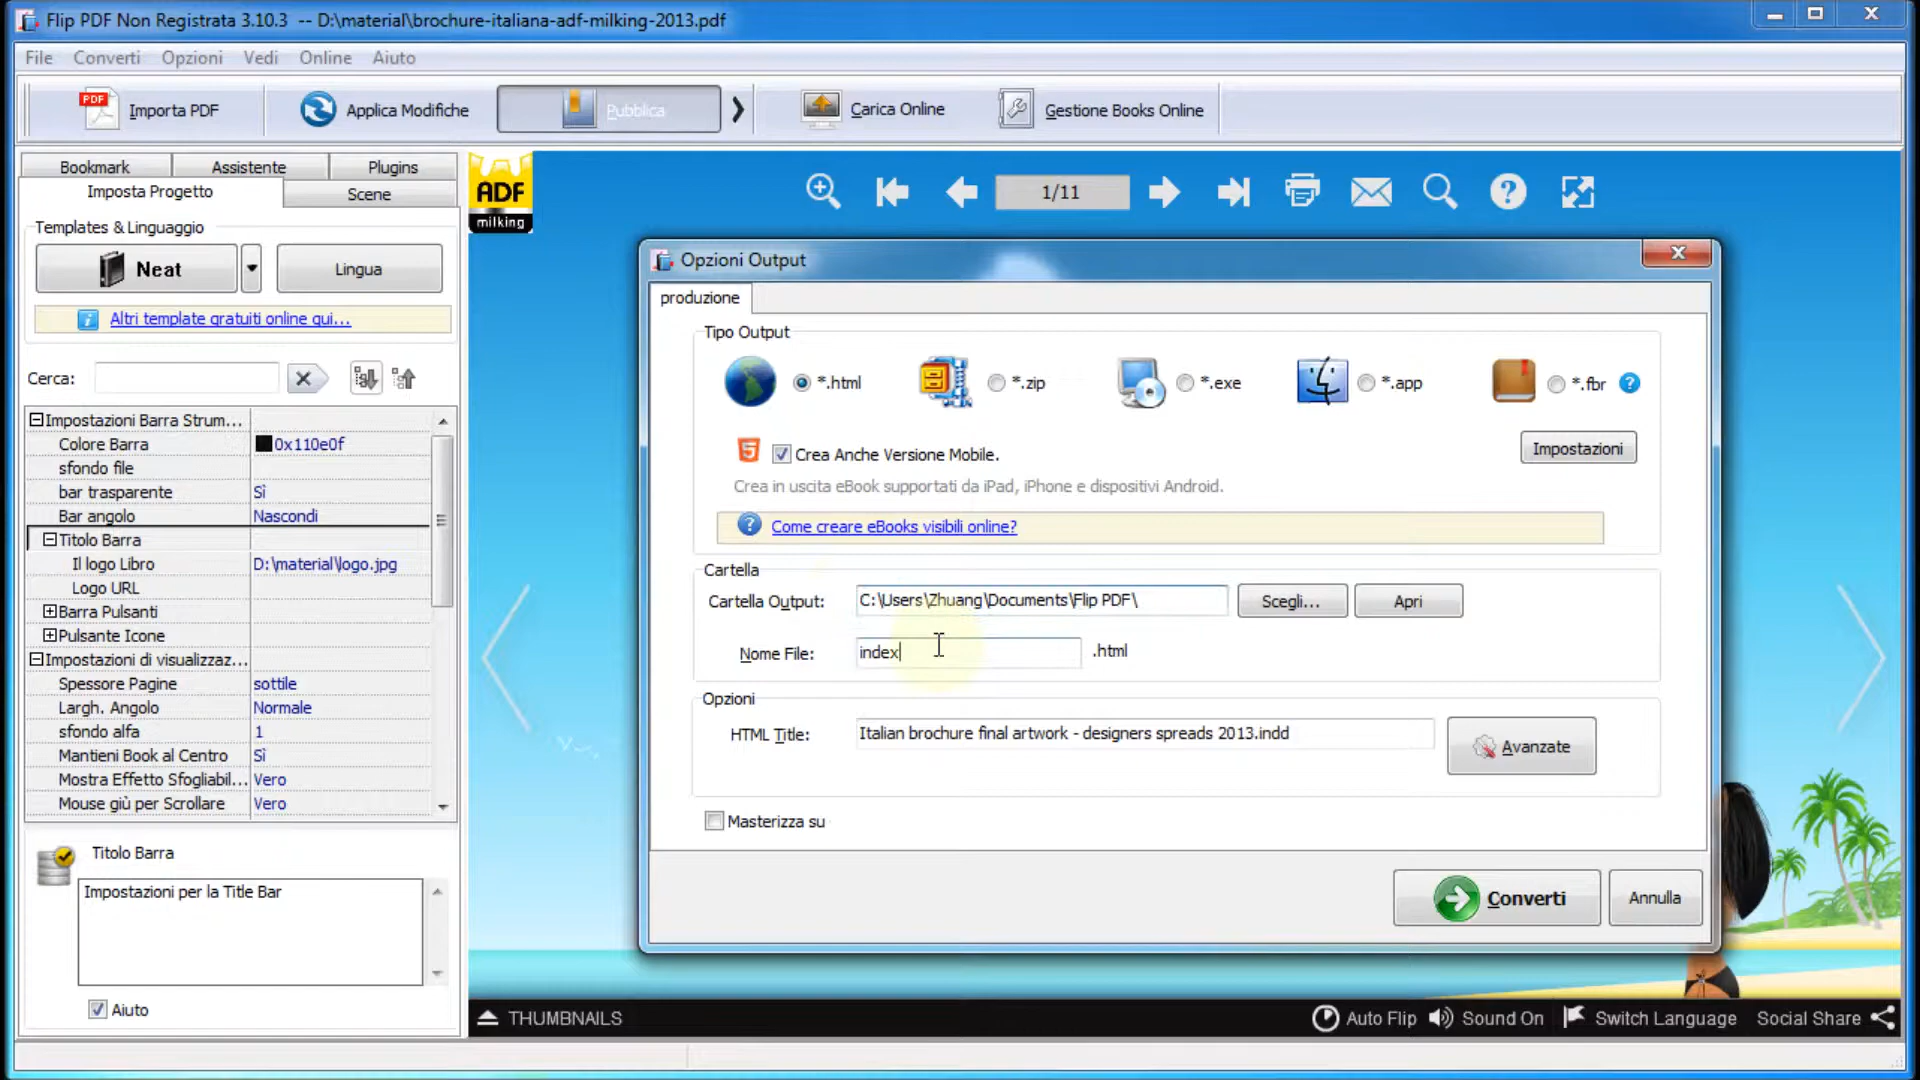 Flip PDF Non Registrata 3.10.3 -- D:\material\brochure-italiana-adf-milking-2013.pdf
File Converti Opzioni Vedi Online Aiuto
PDF Importa PDF Applica Modifiche Pubblica Carica Online Gestione Books Online
Bookmark Assistente Plugins
Imposta Progetto Scene
Templates & Linguaggio
Neat Lingua
Altri template gratuiti online qui...
Cerca:
Impostazioni Barra Strum...
Colore Barra 0x110e0f
sfondo file
bar trasparente Sì
Bar angolo Nascondi
Titolo Barra
Il logo Libro D:\material\logo.jpg
Logo URL
Barra Pulsanti
Pulsante Icone
Impostazioni di visualizzaz...
Spessore Pagine sottile
Largh. Angolo Normale
sfondo alfa 1
Mantieni Book al Centro Sì
Mostra Effetto Sfogliabil... Vero
Mouse giù per Scrollare Vero
Titolo Barra
Impostazioni per la Title Bar
Aiuto
ADF
milking
1/11
Opzioni Output
produzione
Tipo Output
*.html *.zip *.exe *.app *.fbr
Crea Anche Versione Mobile.
Impostazioni
Crea in uscita eBook supportati da iPad, iPhone e dispositivi Android.
Come creare eBooks visibili online?
Cartella
Cartella Output: C:\Users\Zhuang\Documents\Flip PDF\ Scegli... Apri
Nome File: index .html
Opzioni
HTML Title: Italian brochure final artwork - designers spreads 2013.indd Avanzate
Masterizza su
Converti Annulla
THUMBNAILS Auto Flip Sound On Switch Language Social Share